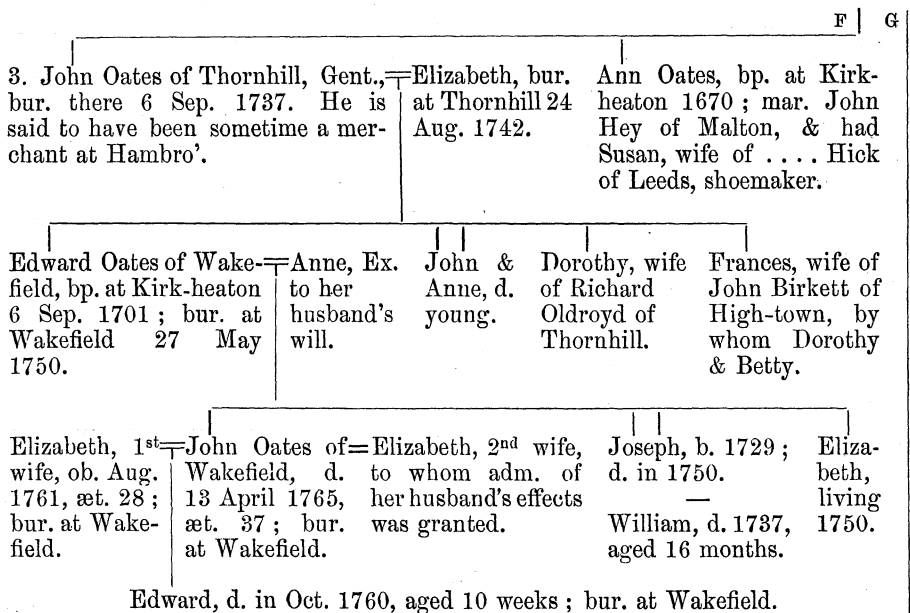 F G
3. John Oates of Thornhill, Gent.,
bur. there 6 Sep. 1737. He is
said to have been sometime a mer-
chant at Hambro'.
Elizabeth, bur.
at Thornhill 24
Aug. 1742.
Ann Oates, bp. at Kirk-
heaton 1670 ; mar. John
Hey of Malton, & had
Susan, wife of .... Hick
of Leeds, shoemaker.
Edward Oates of Wake-
field, bp. at Kirk-heaton
6 Sep. 1701 ; bur. at
Wakefield 27 May
1750.
Anne, Ex.
to her
husband's
will.
John &
Anne, d.
young.
Dorothy, wife
of Richard
Oldroyd of
Thornhill.
Frances, wife of
John Birkett of
High-town, by
whom Dorothy
& Betty.
Elizabeth, 1st
wife, ob. Aug.
1761, æt. 28 ;
bur. at Wake-
field.
John Oates of
Wakefield, d.
13 April 1765,
æt. 37 ; bur.
at Wakefield.
=
Elizabeth, 2nd wife,
to whom adm. of
her husband's effects
was granted.
Joseph, b. 1729 ;
d. in 1750.
—
William, d. 1737,
aged 16 months.
Eliza-
beth,
living
1750.
Edward, d. in Oct. 1760, aged 10 weeks ; bur. at Wakefield.